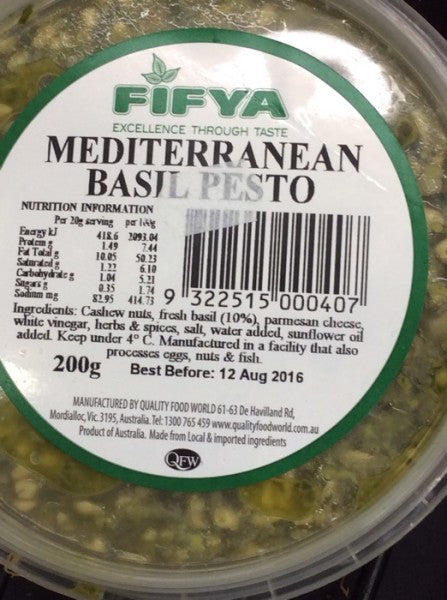 FIFYA
EXCELLENCE THROUGH TASTE
MEDITERRANEAN
BASIL PESTO
NUTRITION INFORMATION
Per 20g serving per 100g
Energy kJ 418.6 2093.04
Protein g 1.49 7.44
Fat Total g 10.05 50.23
Saturated g 1.22 6.10
Carbohydrate g 1.04 5.21
Sugars g 0.35 1.74
Sodium mg 82.95 414.73
9 322515 000407
Ingredients: Cashew nuts, fresh basil (10%), parmesan cheese,
white vinegar, herbs & spices, salt, water added, sunflower oil
added. Keep under 4° C. Manufactured in a facility that also
processes eggs, nuts & fish.
200g Best Before: 12 Aug 2016
MANUFACTURED BY QUALITY FOOD WORLD 61-63 De Havilland Rd,
Mordialloc, Vic. 3195, Australia. Tel: 1300 765 459 www.qualityfoodworld.com.au
Product of Australia. Made from Local & imported ingredients
QFW